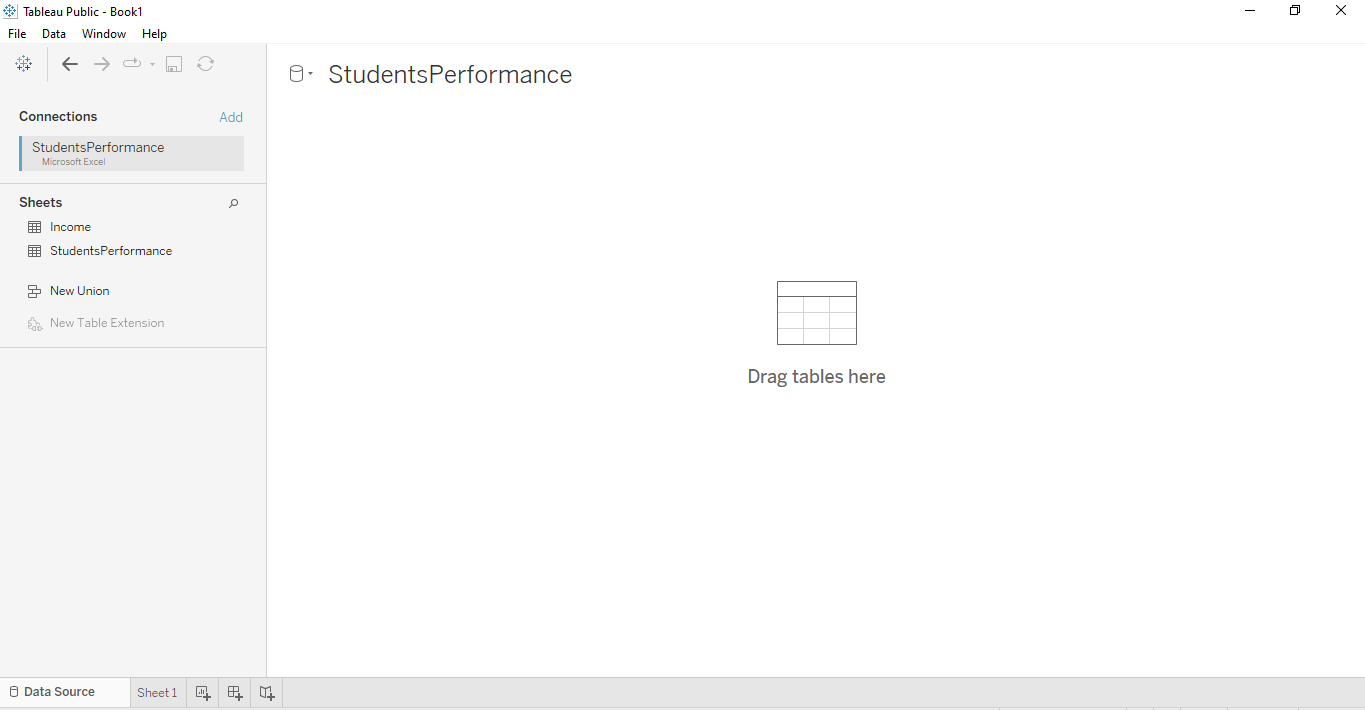 Tableau Public - Book1
File Data Window Help
StudentsPerformance
Connections Add
StudentsPerformance
Microsoft Excel
Sheets
Income
StudentsPerformance
New Union
New Table Extension
Drag tables here
Data Source Sheet 1